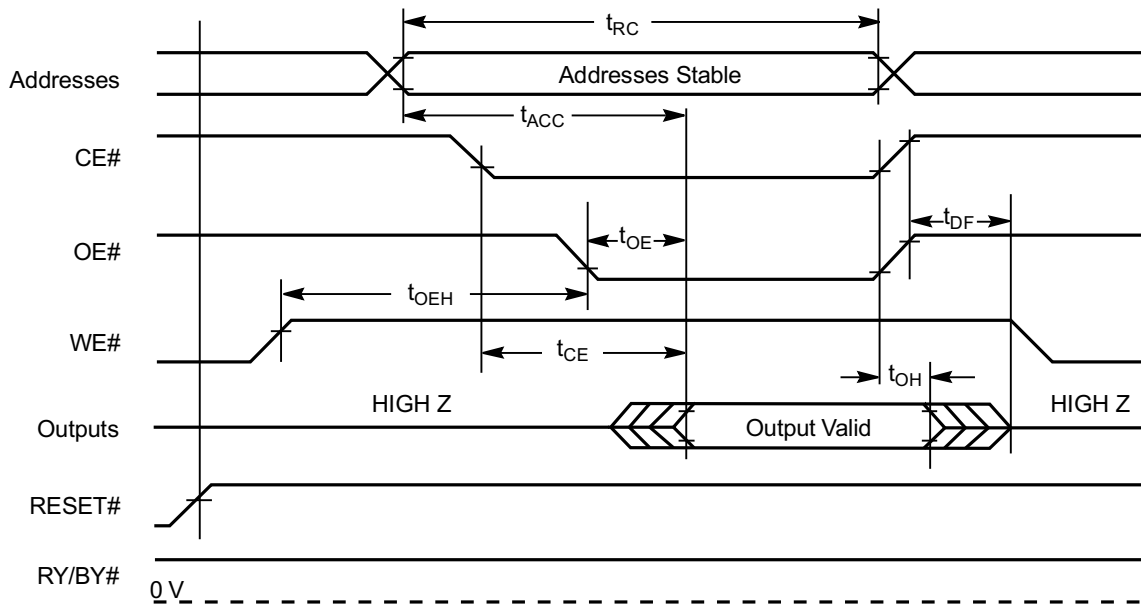 tRC
Addresses
Addresses Stable
tACC
CE#
tDF
OE#
tOE
tOEH
WE#
tCE
tOH
HIGH Z
HIGH Z
Outputs
Output Valid
RESET#
RY/BY#
0 V